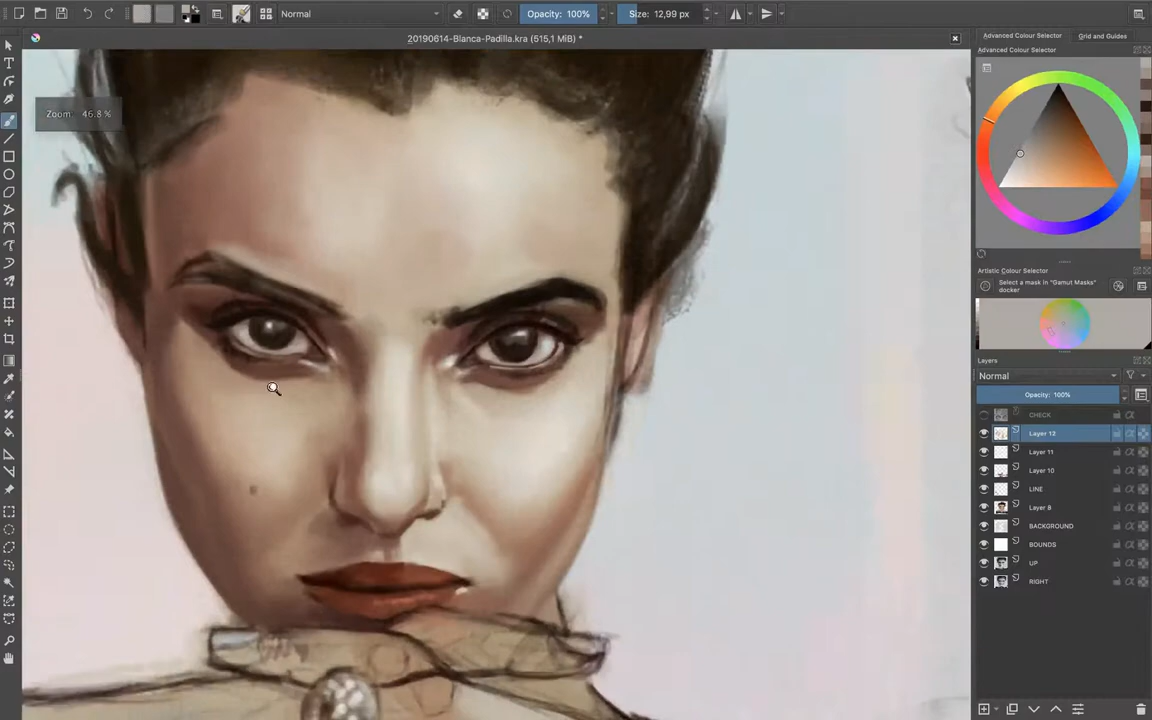 Normal
Opacity: 100%
Size: 12,99 px
20190614-Blanca-Padilla.kra (515,1 MiB) *
Zoom: 46.8 %
Advanced Colour Selector
Grid and Guides
Advanced Colour Selector
Artistic Colour Selector
Select a mask in "Gamut Masks"
docker
Layers
Normal
Opacity: 100%
CHECK
Layer 12
Layer 11
Layer 10
LINE
Layer 8
BACKGROUND
BOUNDS
UP
RIGHT